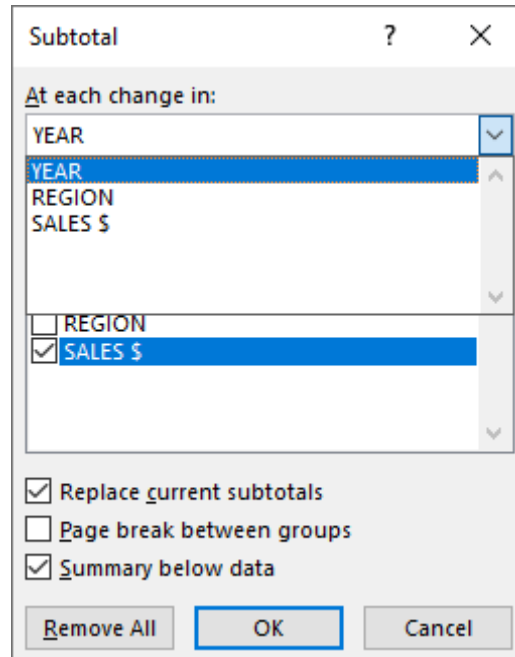 Subtotal ? ✕
At each change in:
YEAR
YEAR
REGION
SALES $
REGION
SALES $
Replace current subtotals
Page break between groups
Summary below data
Remove All OK Cancel